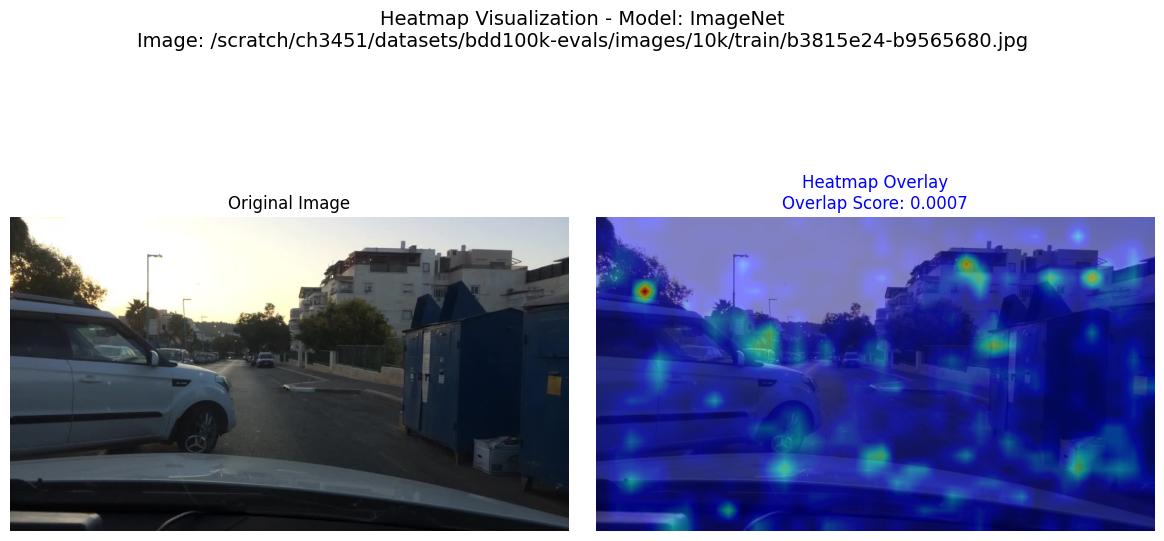 Heatmap Visualization - Model: ImageNet
Image: /scratch/ch3451/datasets/bdd100k-evals/images/10k/train/b3815e24-b9565680.jpg
Original Image
Heatmap Overlay
Overlap Score: 0.0007